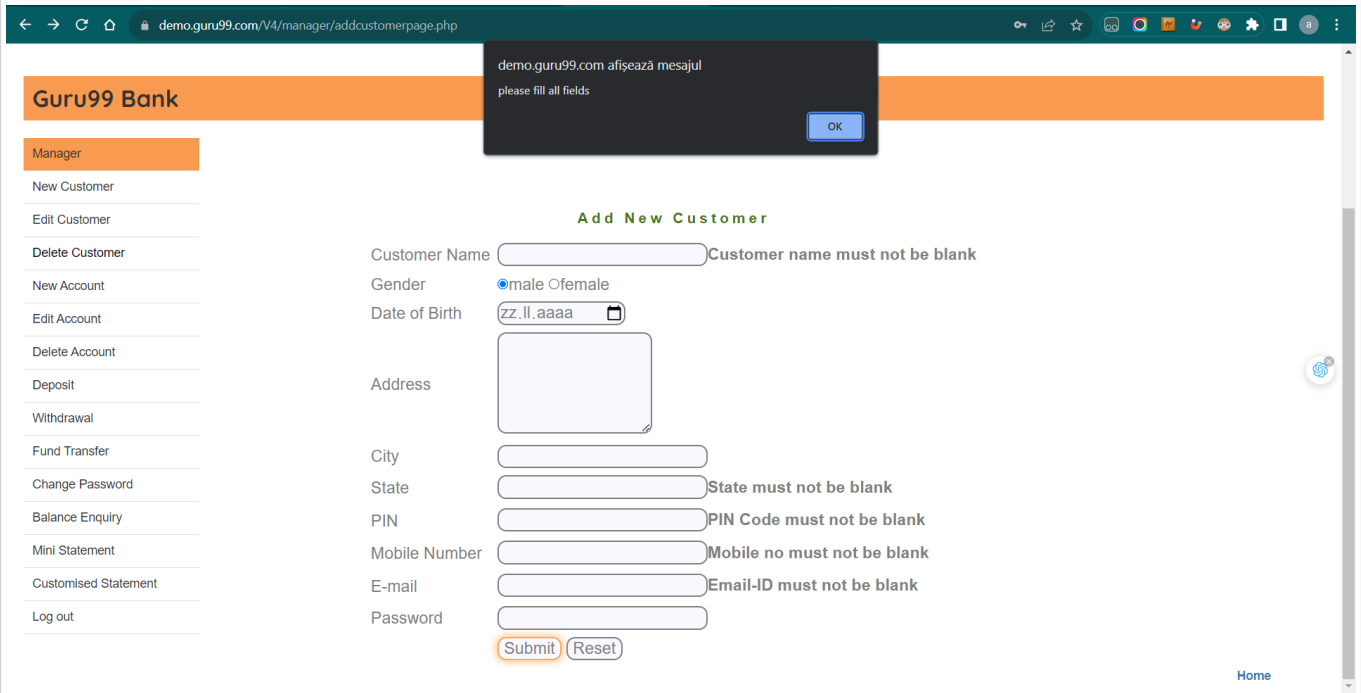 demo.guru99.com/V4/manager/addcustomerpage.php
a
demo.guru99.com afișează mesajul
please fill all fields
OK
Guru99 Bank
Manager
New Customer
Edit Customer
Delete Customer
New Account
Edit Account
Delete Account
Deposit
Withdrawal
Fund Transfer
Change Password
Balance Enquiry
Mini Statement
Customised Statement
Log out
Add New Customer
Customer Name Customer name must not be blank
Gender male female
Date of Birth zz.ll.aaaa
Address
City
State State must not be blank
PIN PIN Code must not be blank
Mobile Number Mobile no must not be blank
E-mail Email-ID must not be blank
Password
Submit Reset
Home